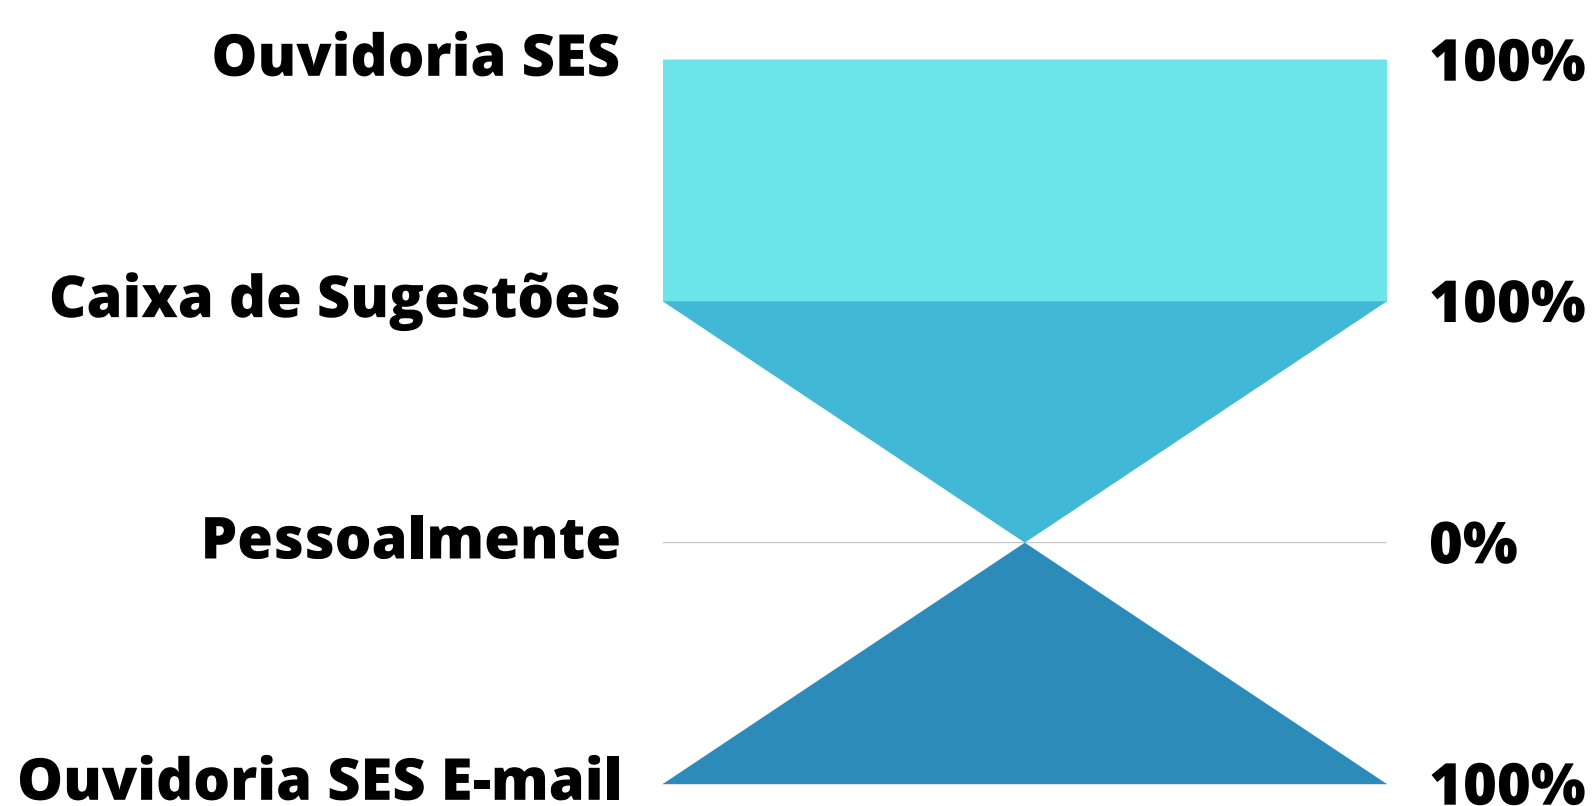 Ouvidoria SES 100%
Caixa de Sugestões 100%
Pessoalmente 0%
Ouvidoria SES E-mail 100%